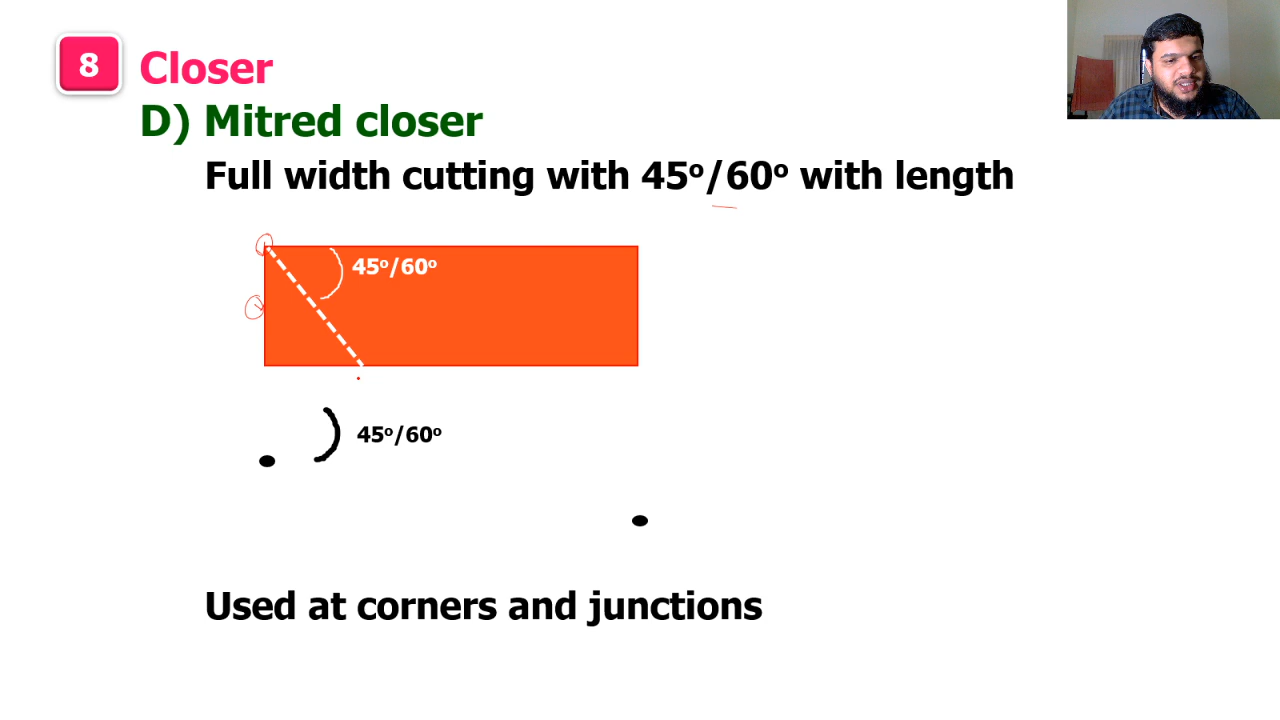 8 Closer
D) Mitred closer
Full width cutting with 45º/60º with length
45º/60º
45º/60º
Used at corners and junctions